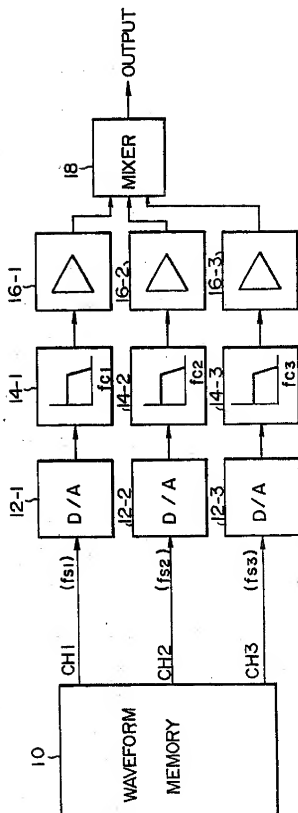 10
WAVEFORM
MEMORY
CH1
(fs1)
12-1
D/A
14-1
fc1
16-1
CH2
(fs2)
12-2
D/A
14-2
fc2
16-2
CH3
(fs3)
12-3
D/A
14-3
fc3
16-3
18
MIXER
OUTPUT